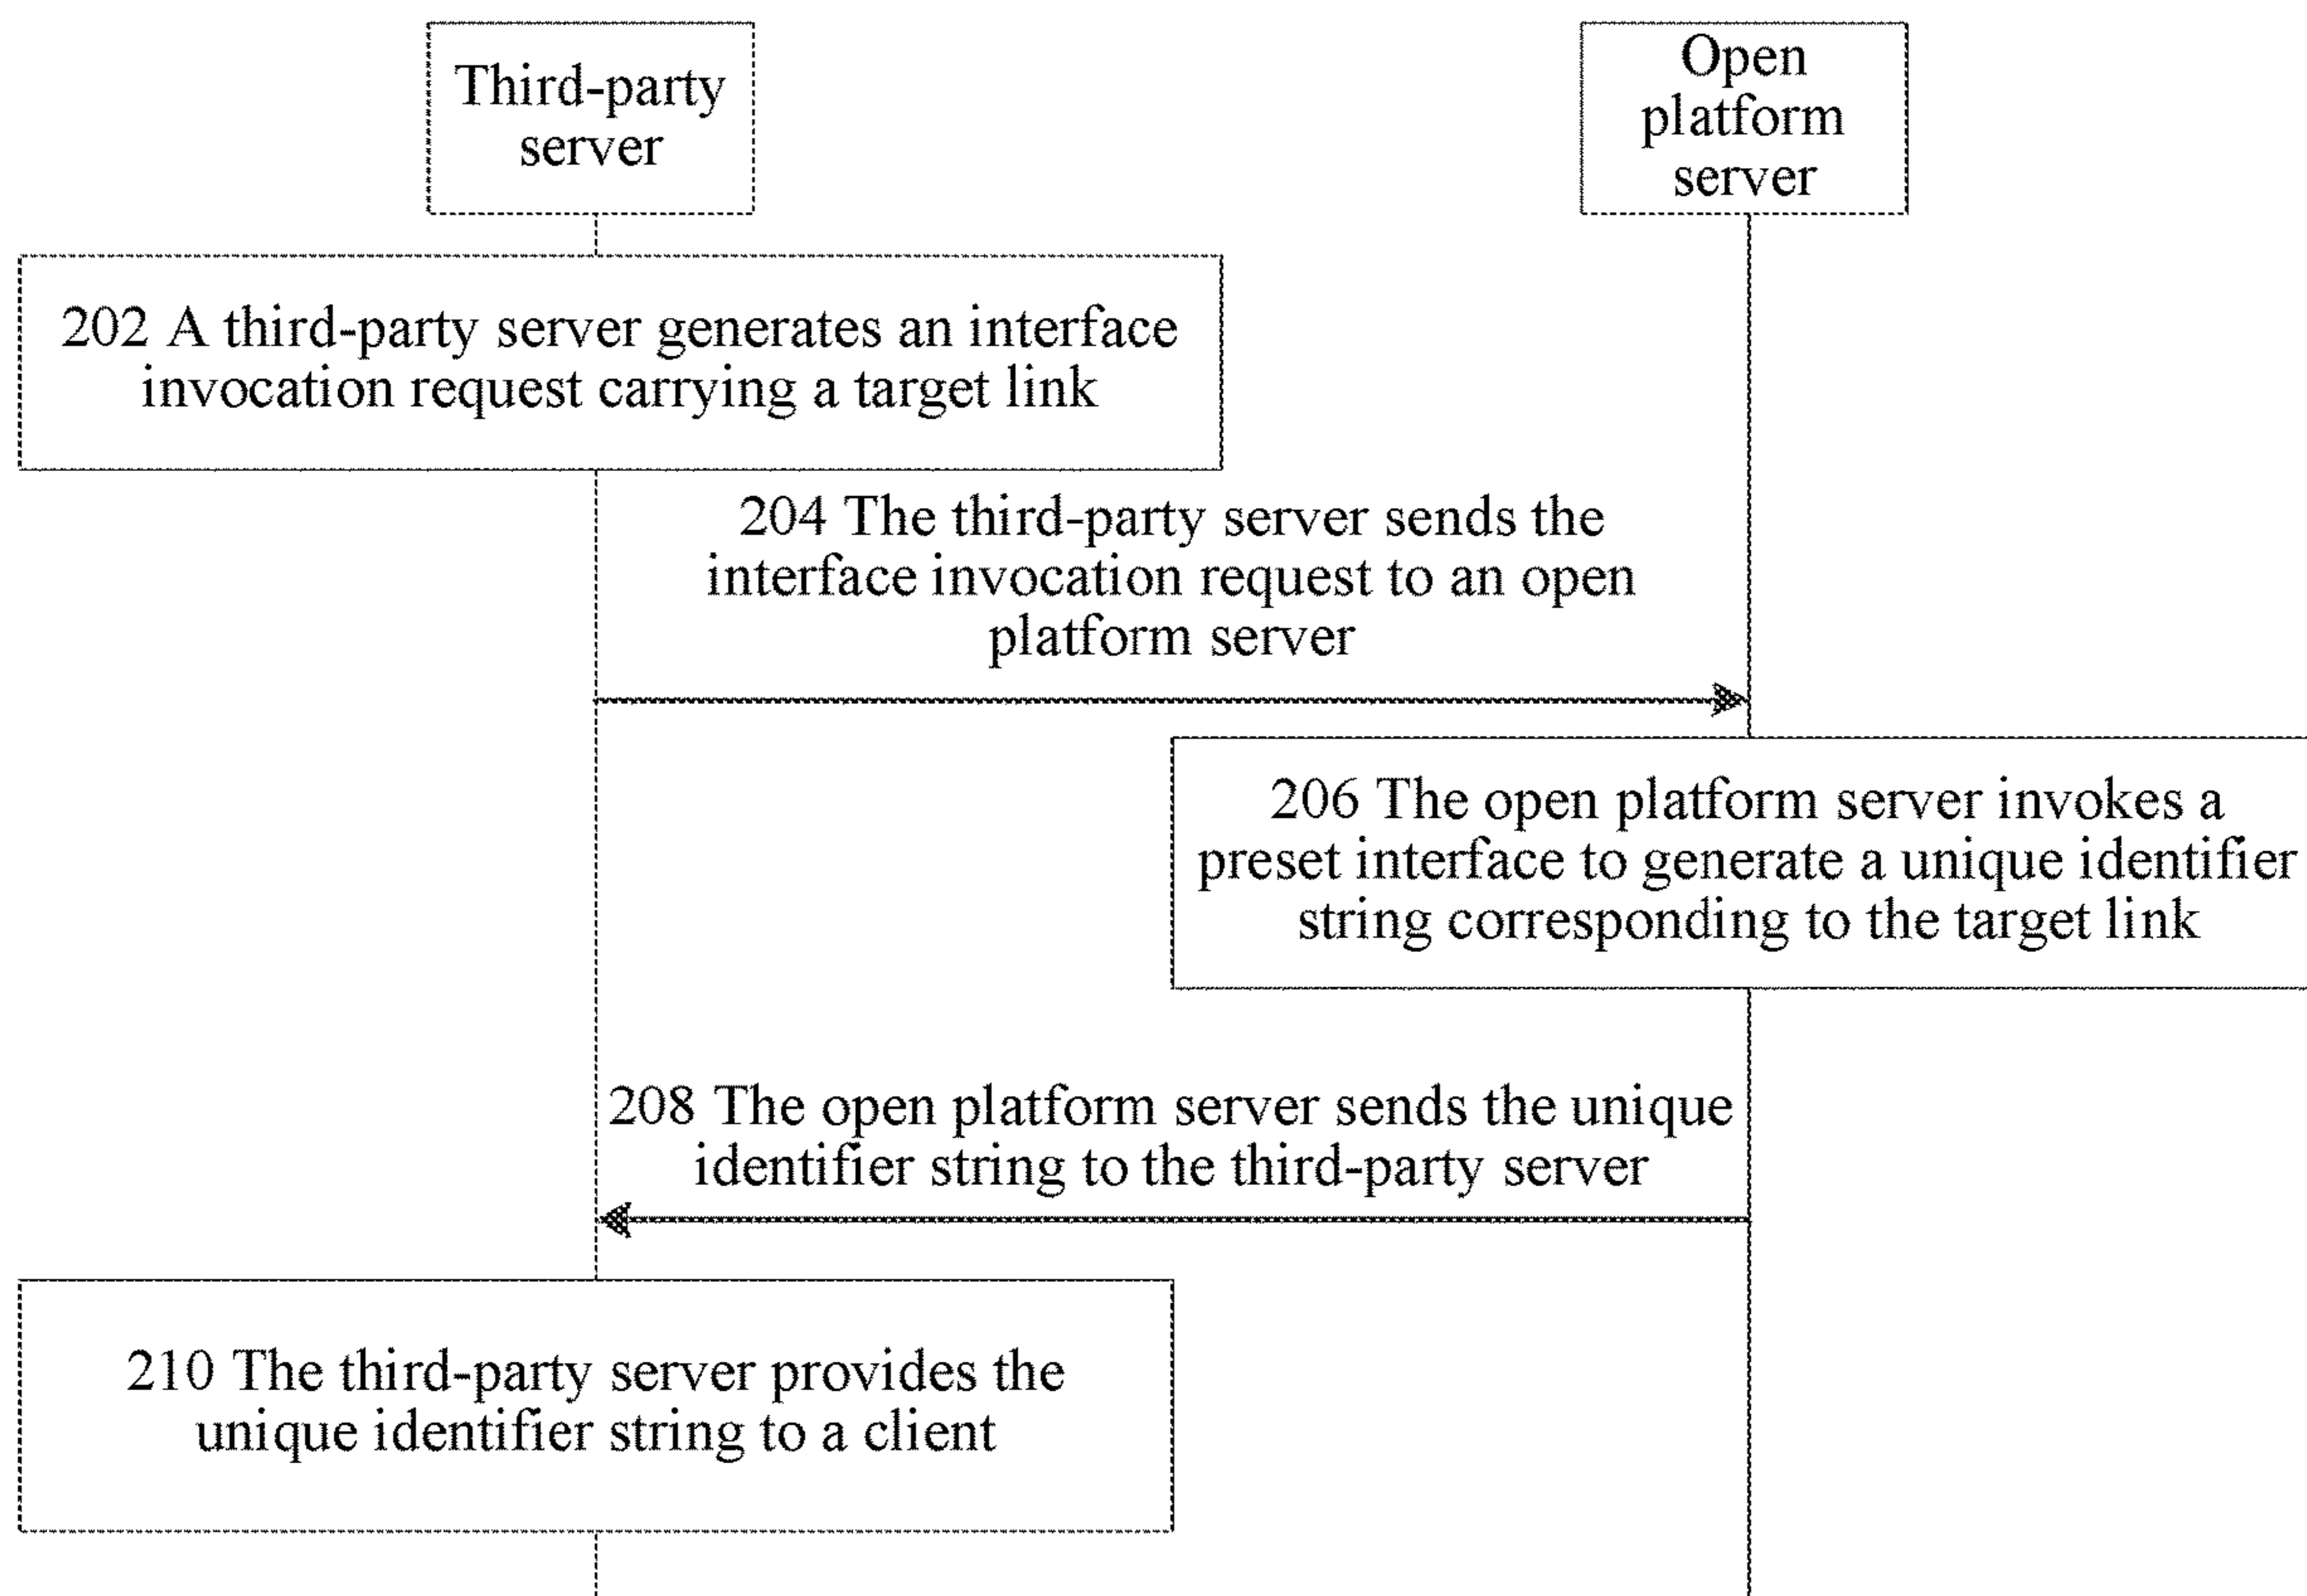 Third-party
server
Open
platform
server
202 A third-party server generates an interface
invocation request carrying a target link
204 The third-party server sends the
interface invocation request to an open
platform server
206 The open platform server invokes a
preset interface to generate a unique identifier
string corresponding to the target link
208 The open platform server sends the unique
identifier string to the third-party server
210 The third-party server provides the
unique identifier string to a client